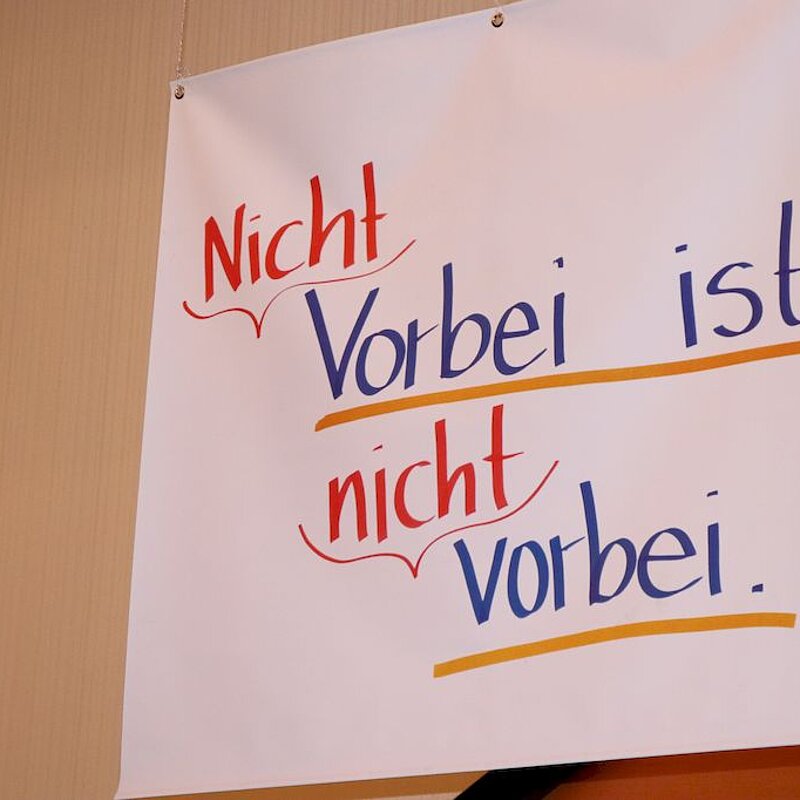 Nicht
Vorbei ist
nicht
vorbei.